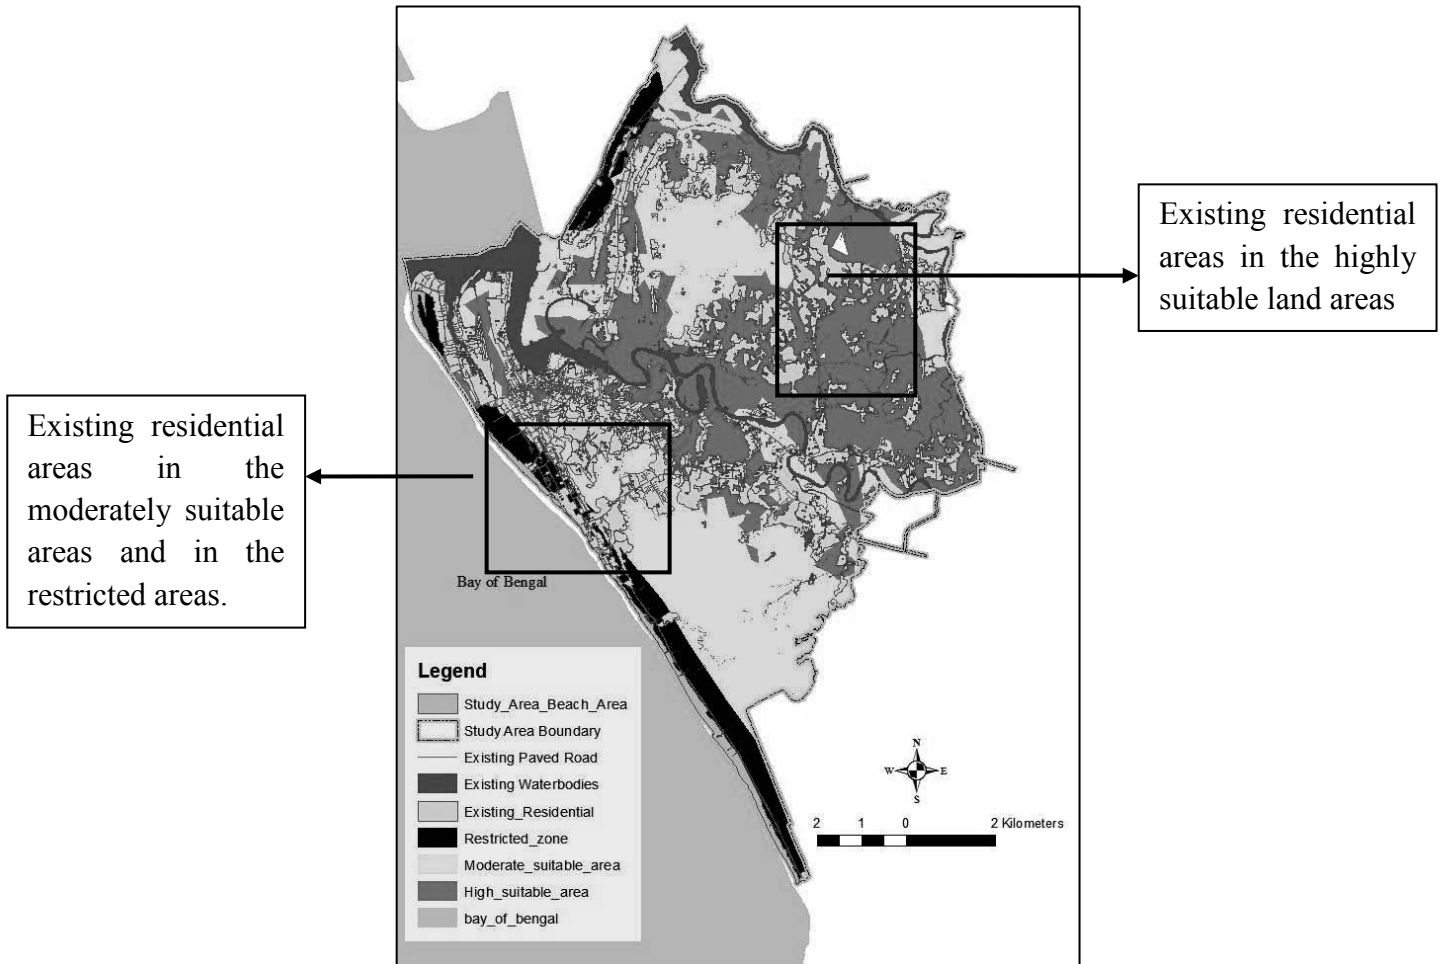 Existing residential
areas in the highly
suitable land areas
Existing residential
areas in the
moderately suitable
areas and in the
restricted areas.
Bay of Bengal
Legend
Study_Area_Beach_Area
Study Area Boundary
Existing Paved Road
Existing Waterbodies
Existing_Residential
Restricted_zone
Moderate_suitable_area
High_suitable_area
bay_of_bengal
N
W E
S
2 1 0 2 Kilometers